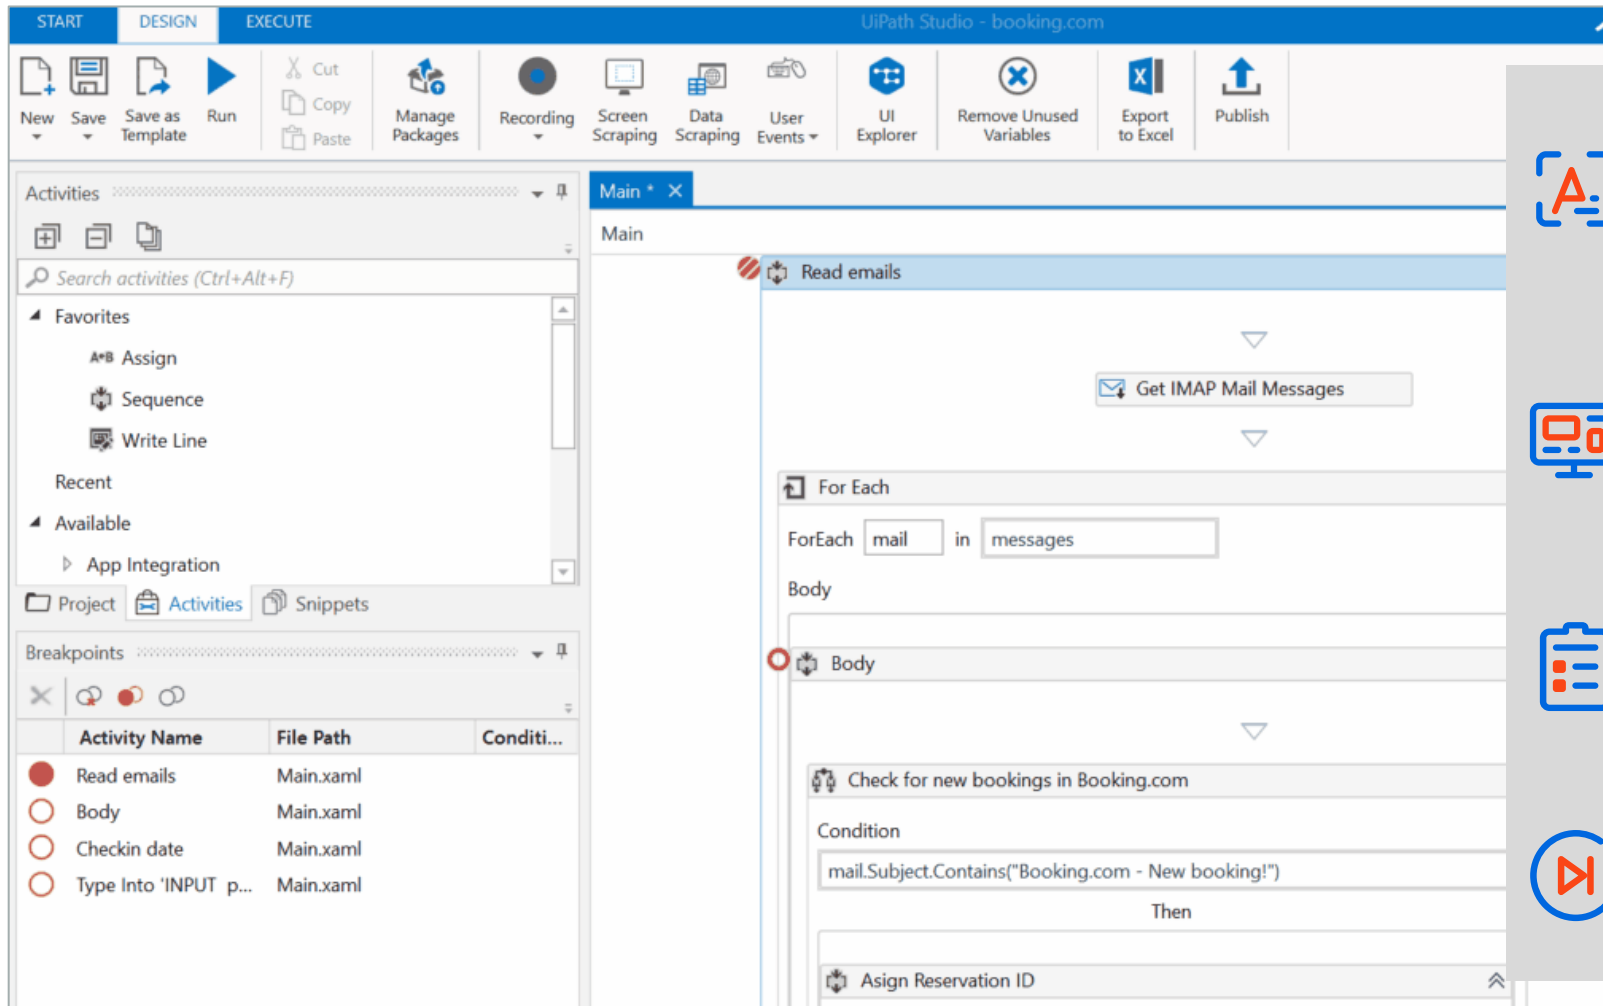 START DESIGN EXECUTE UiPath Studio - booking.com
New Save Save as Template Run
Cut
Copy
Paste
Manage Packages
Recording
Screen Scraping
Data Scraping
User Events
UI Explorer
Remove Unused Variables
Export to Excel
Publish
Activities
Search activities (Ctrl+Alt+F)
Favorites
A+B Assign
Sequence
Write Line
Recent
Available
App Integration
Project Activities Snippets
Breakpoints
Activity Name File Path Conditi...
Read emails Main.xaml
Body Main.xaml
Checkin date Main.xaml
Type Into 'INPUT p... Main.xaml
Main *
Main
Read emails
Get IMAP Mail Messages
For Each
ForEach mail in messages
Body
Body
Check for new bookings in Booking.com
Condition
mail.Subject.Contains("Booking.com - New booking!")
Then
Asign Reservation ID
A